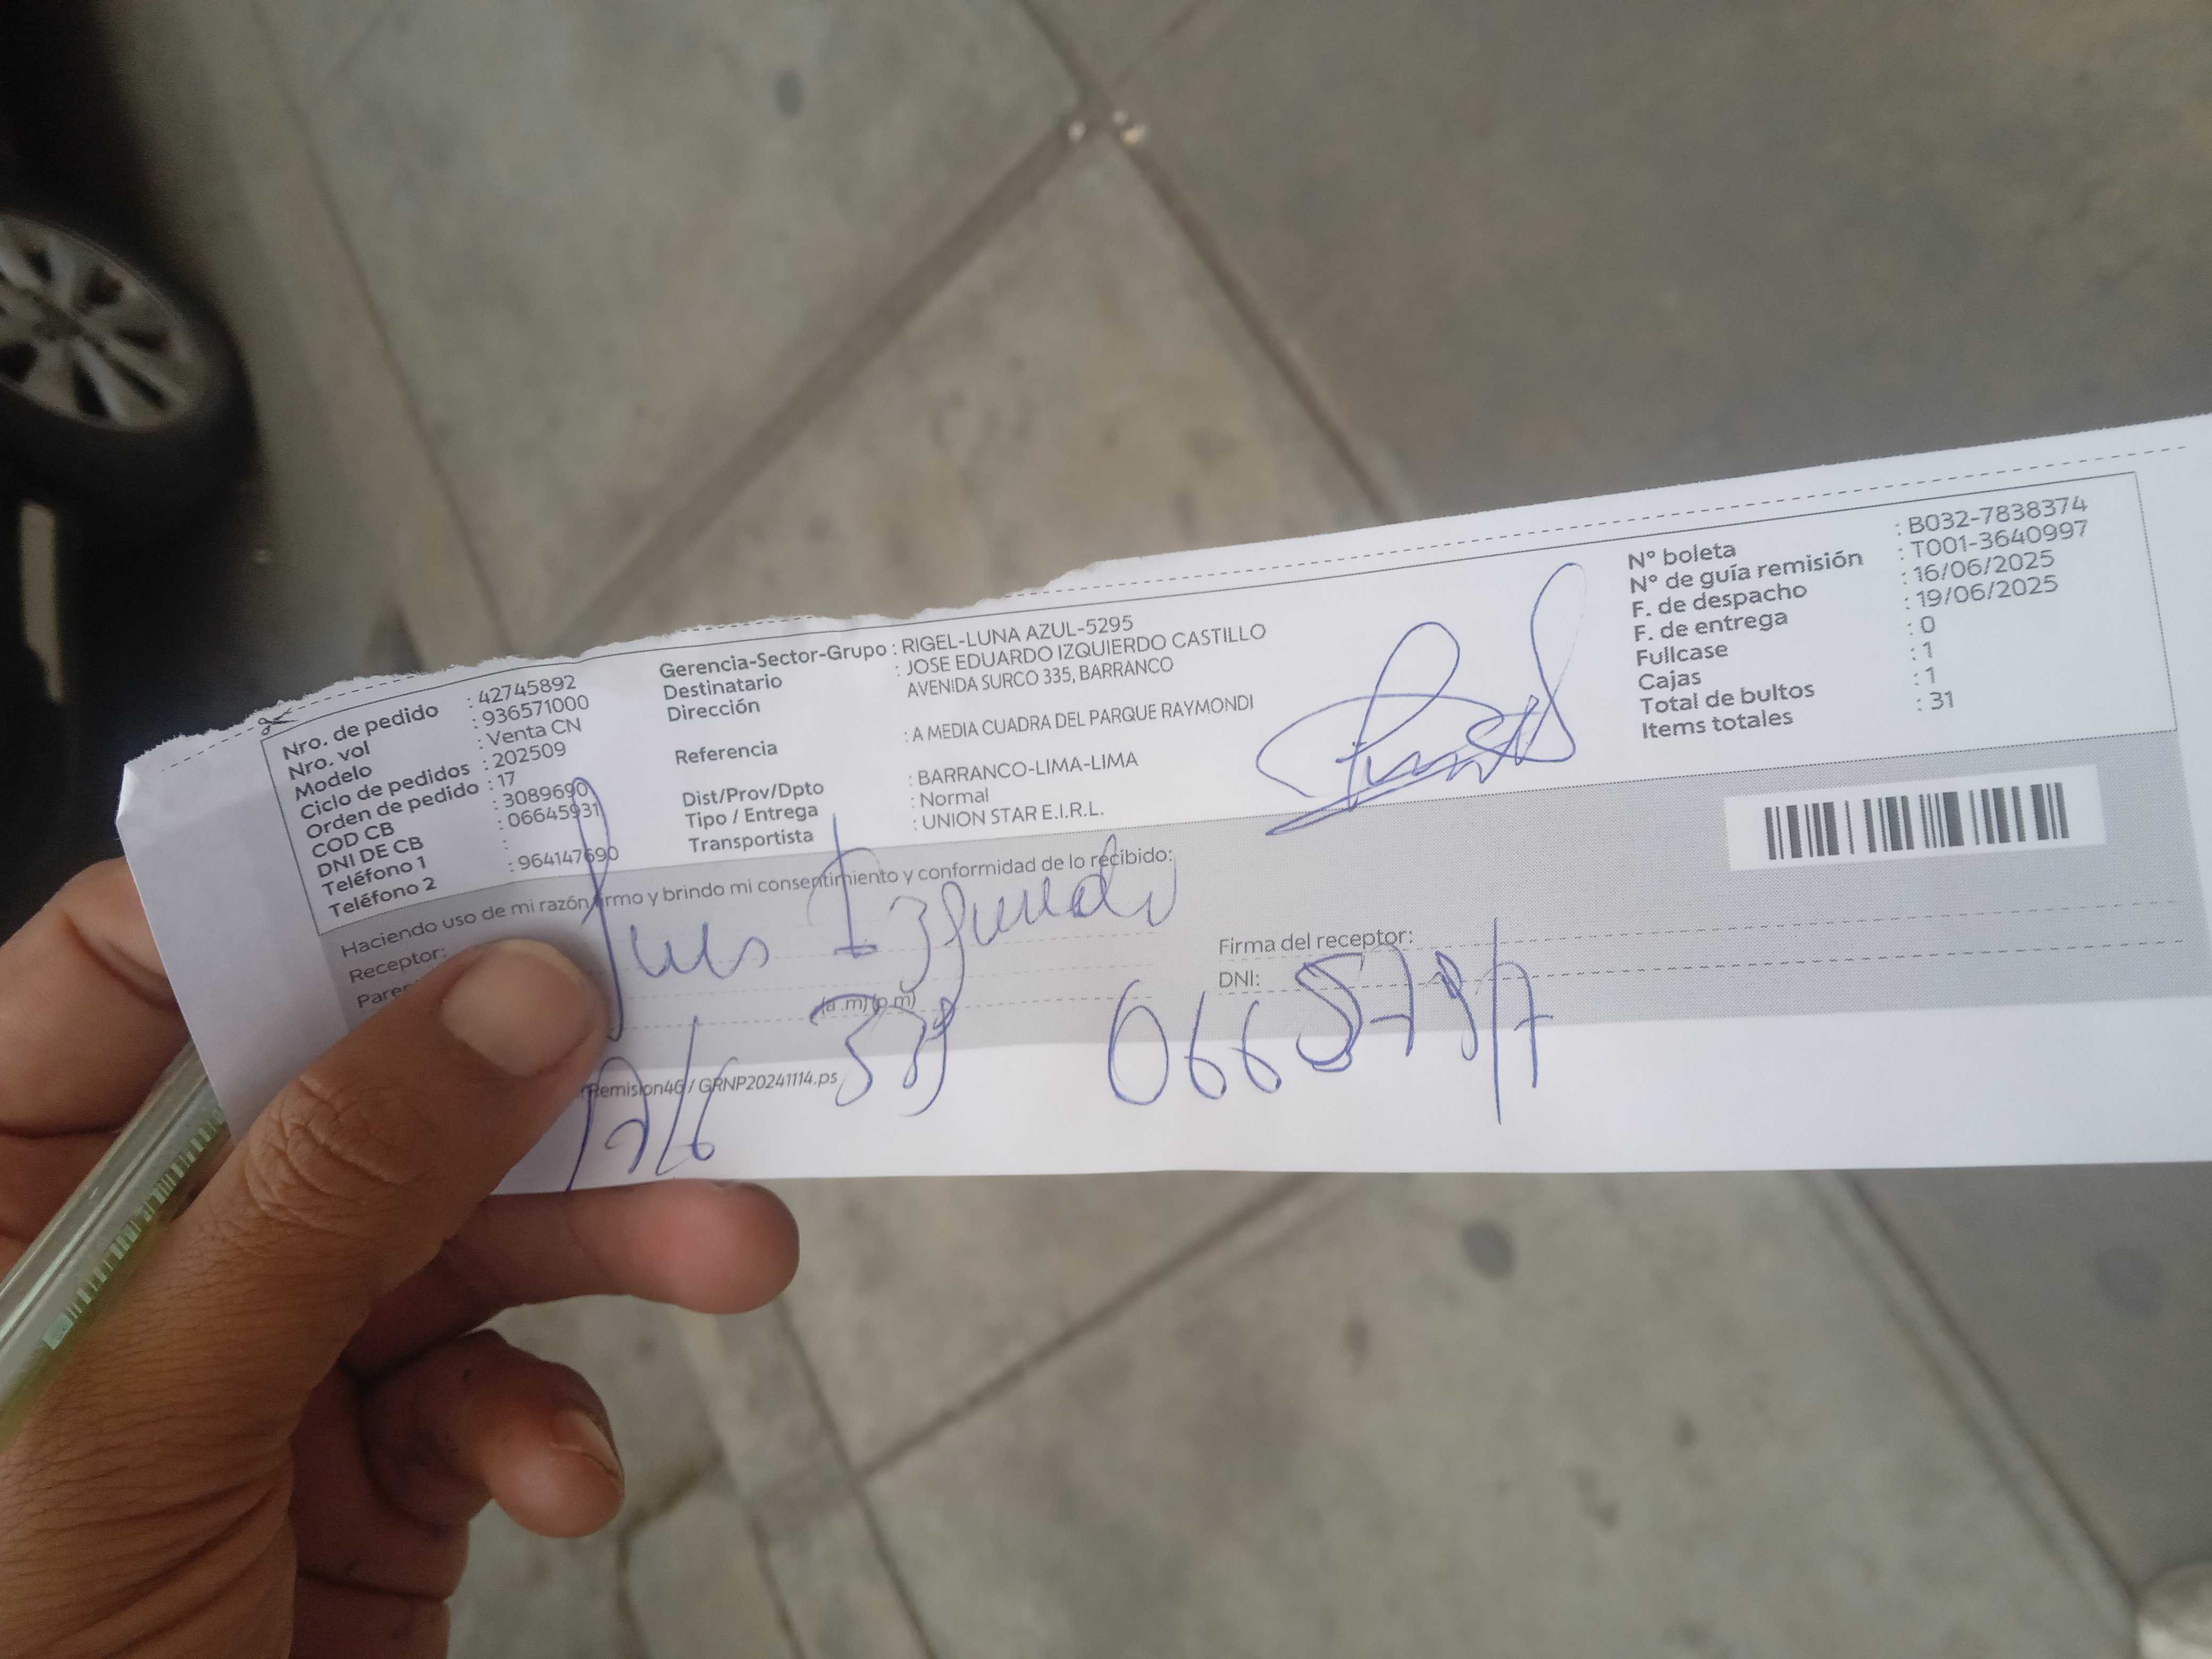 Nro. de pedido : 42745892
Nro. vol : 936571000
Modelo : Venta CN
Ciclo de pedidos : 202509
Orden de pedido : 17
COD CB : 3089690
DNI DE CB : 06645931
Teléfono 1 :
Teléfono 2 : 964147690
Gerencia-Sector-Grupo : RIGEL-LUNA AZUL-5295
Destinatario : JOSE EDUARDO IZQUIERDO CASTILLO
Dirección AVENIDA SURCO 335, BARRANCO
Referencia : A MEDIA CUADRA DEL PARQUE RAYMONDI
Dist/Prov/Dpto : BARRANCO-LIMA-LIMA
Tipo / Entrega : Normal
Transportista : UNION STAR E.I.R.L.
N° boleta : B032-7838374
N° de guía remisión : T001-3640997
F. de despacho : 16/06/2025
F. de entrega : 19/06/2025
Fullcase : 0
Cajas : 1
Total de bultos : 1
Items totales : 31
Haciendo uso de mi razón firmo y brindo mi consentimiento y conformidad de lo recibido:
Receptor:
Izquierdo
(a.m)(p.m)
Firma del receptor:
DNI:
Remision46 / GRNP20241114.ps